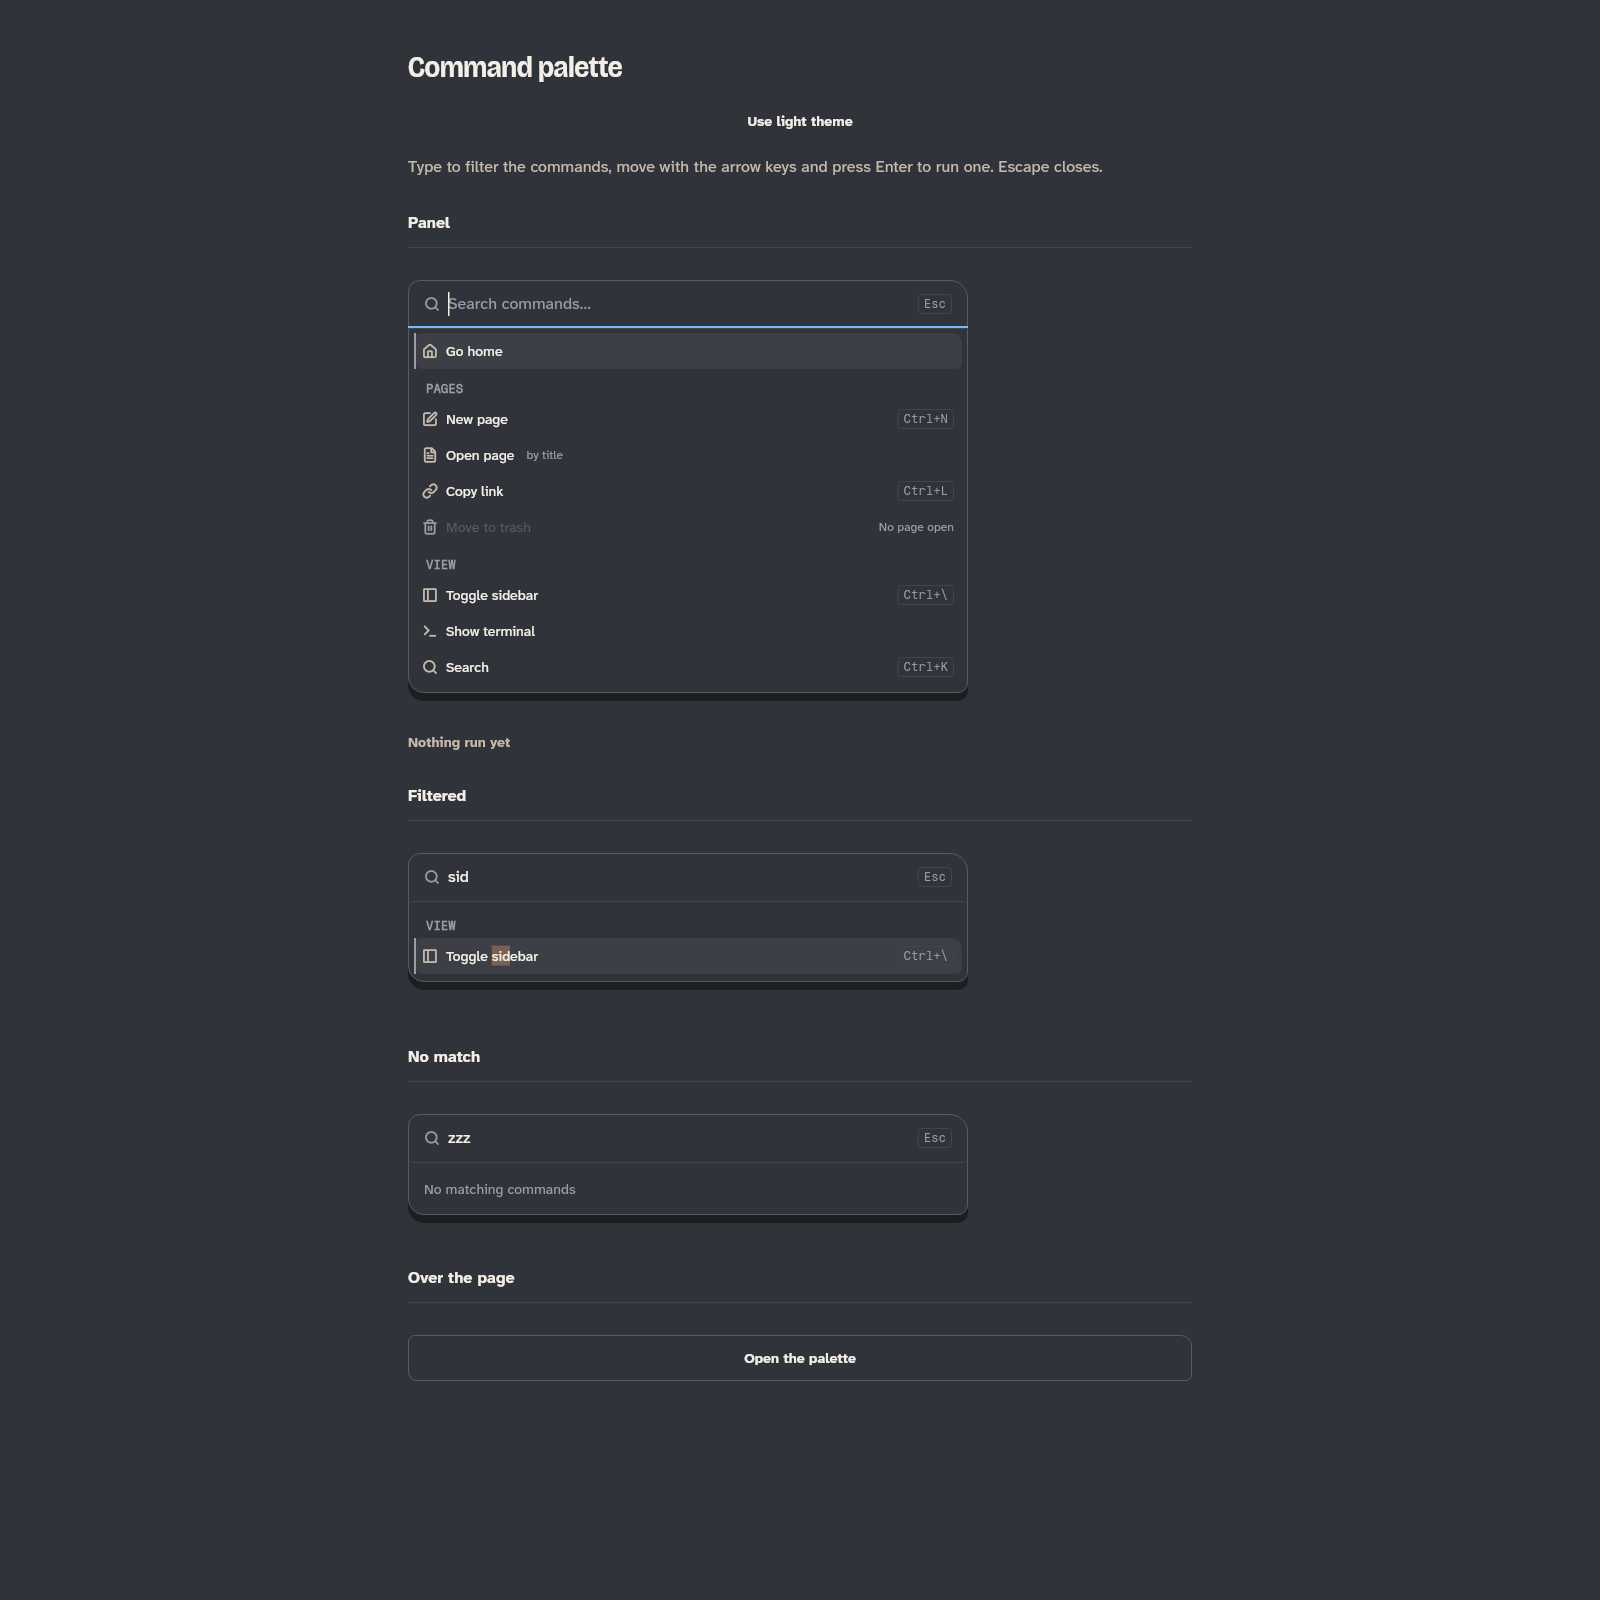 Command palette
Use light theme
Type to filter the commands, move with the arrow keys and press Enter to run one. Escape closes.
Panel
Search commands... Esc
Go home
PAGES
New page Ctrl+N
Open page by title
Copy link Ctrl+L
Move to trash No page open
VIEW
Toggle sidebar Ctrl+\
Show terminal
Search Ctrl+K
Nothing run yet
Filtered
sid Esc
VIEW
Toggle sidebar Ctrl+\
No match
zzz Esc
No matching commands
Over the page
Open the palette